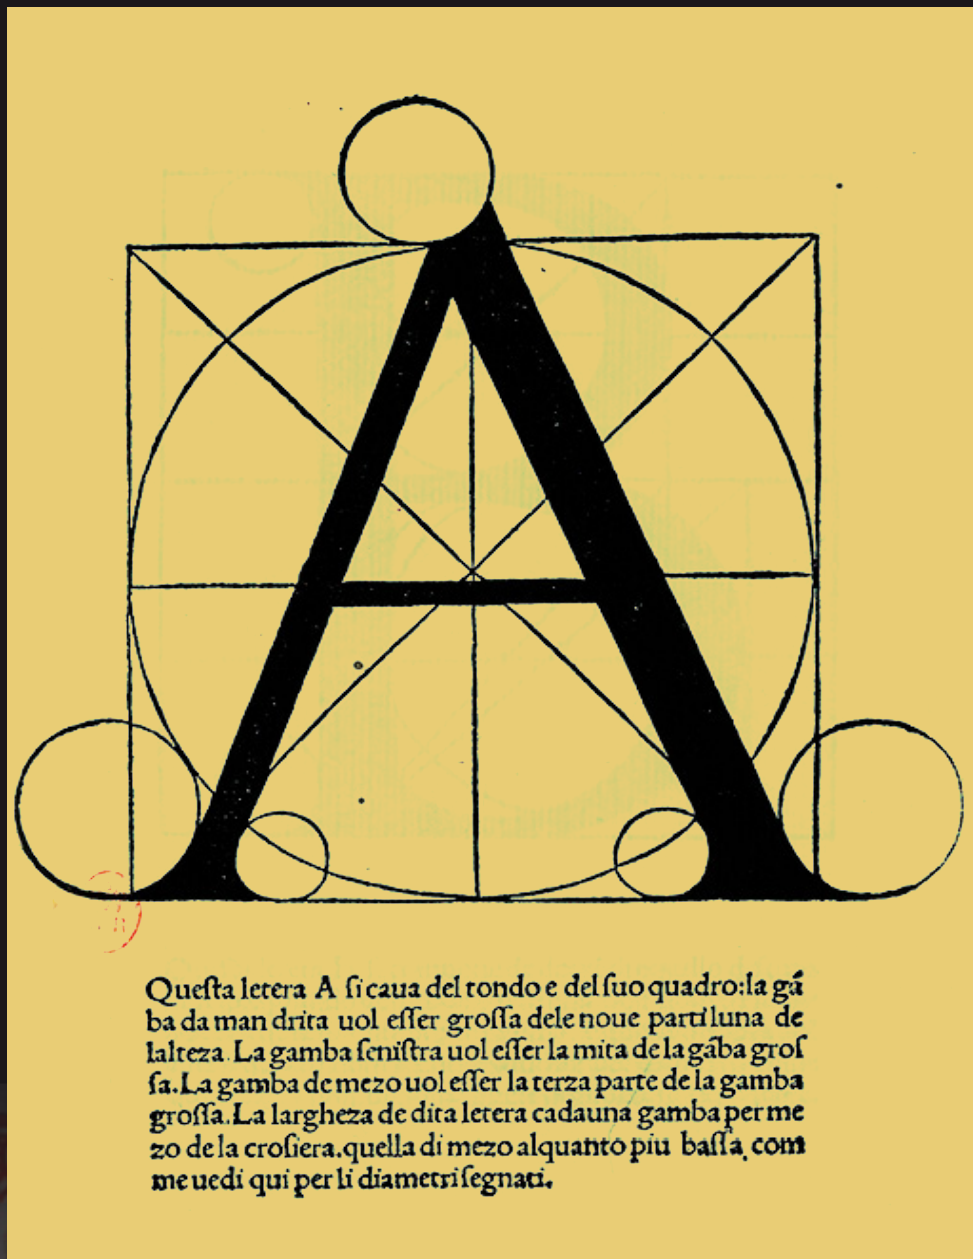 A
Queſta letera A ſi caua del tondo e del ſuo quadro:la gá
ba da man drita uol eſſer groſſa dele noue parti luna de
lalteza.La gamba ſeniſtra uol eſſer la mita de la gãba groſ
ſa.La gamba de mezo uol eſſer la terza parte de la gamba
groſſa.La largheza de dita letera cadauna gamba per me
zo de la croſiera.quella di mezo alquanto piu baſſa, com
me uedi qui per li diametri ſegnati.